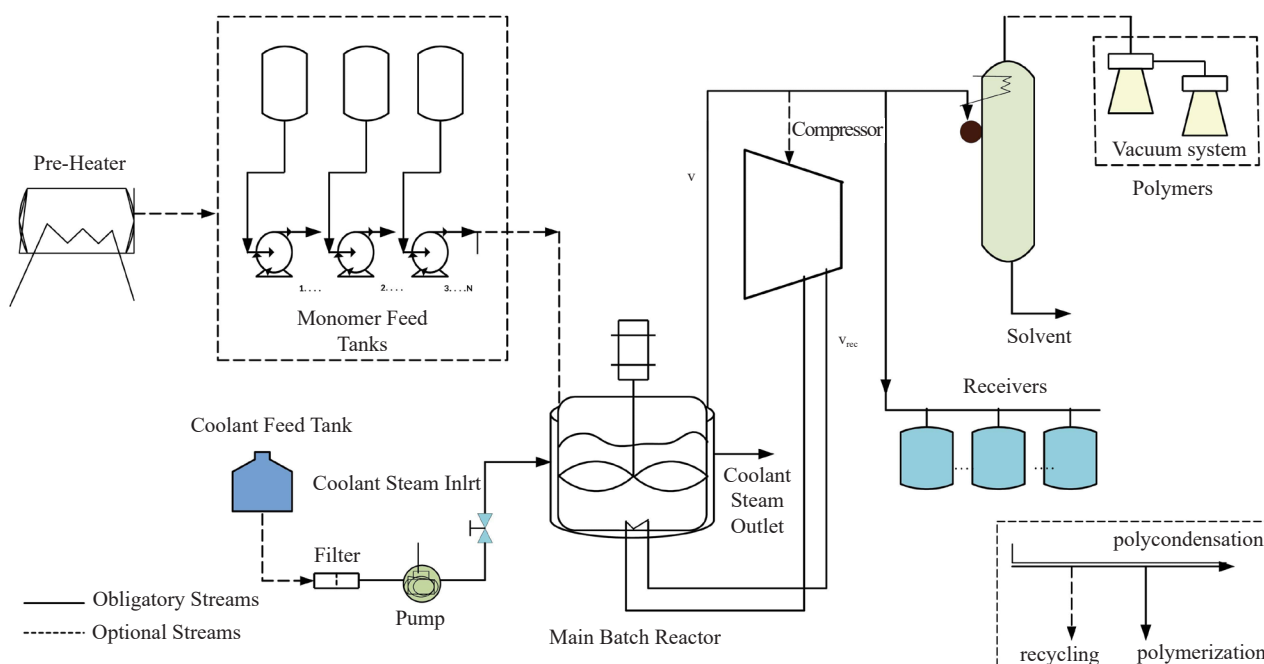 Pre-Heater
1....
2....
3....N
Monomer Feed
Tanks
Compressor
v
v_rec
Vacuum system
Polymers
Solvent
Receivers
....
....
Coolant Feed Tank
Coolant Steam Inlrt
Coolant
Steam
Outlet
Filter
Pump
Main Batch Reactor
Obligatory Streams
Optional Streams
polycondensation
recycling
polymerization